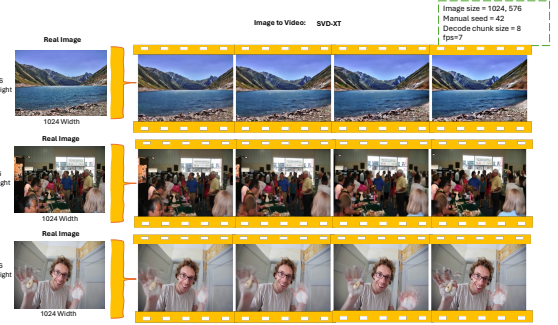 Image size = 1024, 576
Manual seed = 42
Decode chunk size = 8
fps=7
Image to Video: SVD-XT
Real Image
1024 Width
Real Image
1024 Width
Real Image
1024 Width